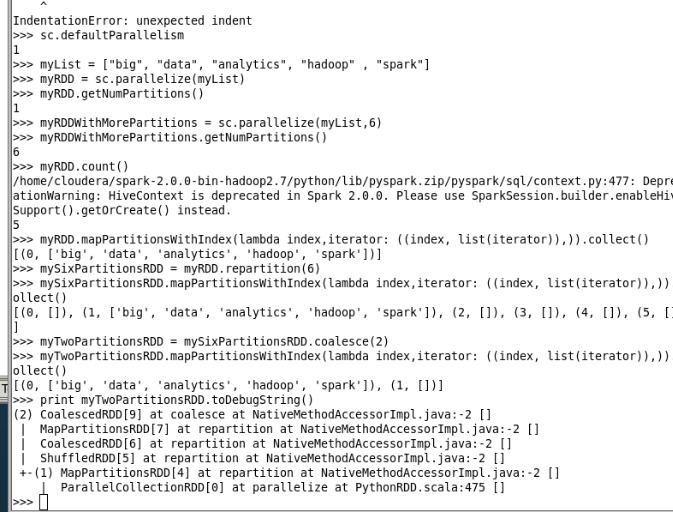 ^
IndentationError: unexpected indent
>>> sc.defaultParallelism
1
>>> myList = ["big", "data", "analytics", "hadoop" , "spark"]
>>> myRDD = sc.parallelize(myList)
>>> myRDD.getNumPartitions()
1
>>> myRDDWithMorePartitions = sc.parallelize(myList,6)
>>> myRDDWithMorePartitions.getNumPartitions()
6
>>> myRDD.count()
/home/cloudera/spark-2.0.0-bin-hadoop2.7/python/lib/pyspark.zip/pyspark/sql/context.py:477: Depre
ationWarning: HiveContext is deprecated in Spark 2.0.0. Please use SparkSession.builder.enableHiv
Support().getOrCreate() instead.
5
>>> myRDD.mapPartitionsWithIndex(lambda index,iterator: ((index, list(iterator)),)).collect()
[(0, ['big', 'data', 'analytics', 'hadoop', 'spark'])]
>>> mySixPartitionsRDD = myRDD.repartition(6)
>>> mySixPartitionsRDD.mapPartitionsWithIndex(lambda index,iterator: ((index, list(iterator)),)).
ollect()
[(0, []), (1, ['big', 'data', 'analytics', 'hadoop', 'spark']), (2, []), (3, []), (4, []), (5, [
]
>>> myTwoPartitionsRDD = mySixPartitionsRDD.coalesce(2)
>>> myTwoPartitionsRDD.mapPartitionsWithIndex(lambda index,iterator: ((index, list(iterator)),)).
ollect()
[(0, ['big', 'data', 'analytics', 'hadoop', 'spark']), (1, [])]
>>> print myTwoPartitionsRDD.toDebugString()
(2) CoalescedRDD[9] at coalesce at NativeMethodAccessorImpl.java:-2 []
 |  MapPartitionsRDD[7] at repartition at NativeMethodAccessorImpl.java:-2 []
 |  CoalescedRDD[6] at repartition at NativeMethodAccessorImpl.java:-2 []
 |  ShuffledRDD[5] at repartition at NativeMethodAccessorImpl.java:-2 []
 +-(1) MapPartitionsRDD[4] at repartition at NativeMethodAccessorImpl.java:-2 []
    |  ParallelCollectionRDD[0] at parallelize at PythonRDD.scala:475 []
>>>